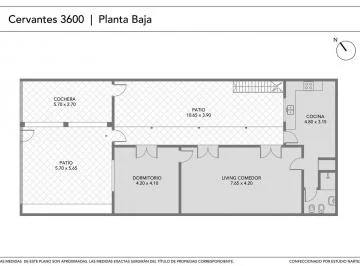 Cervantes 3600 | Planta Baja
N
COCHERA
5.70 x 2.70
PATIO
10.65 x 3.90
COCINA
4.80 x 3.15
PATIO
5.70 x 5.65
DORMITORIO
4.20 x 4.10
LIVING COMEDOR
7.65 x 4.20
AS MEDIDAS DE ESTE PLANO SON APROXIMADAS, LAS MEDIDAS EXACTAS SURGIRÁN DEL TÍTULO DE PROPIEDAD CORRESPONDIENTE.
CONFECCIONADO POR ESTUDIO